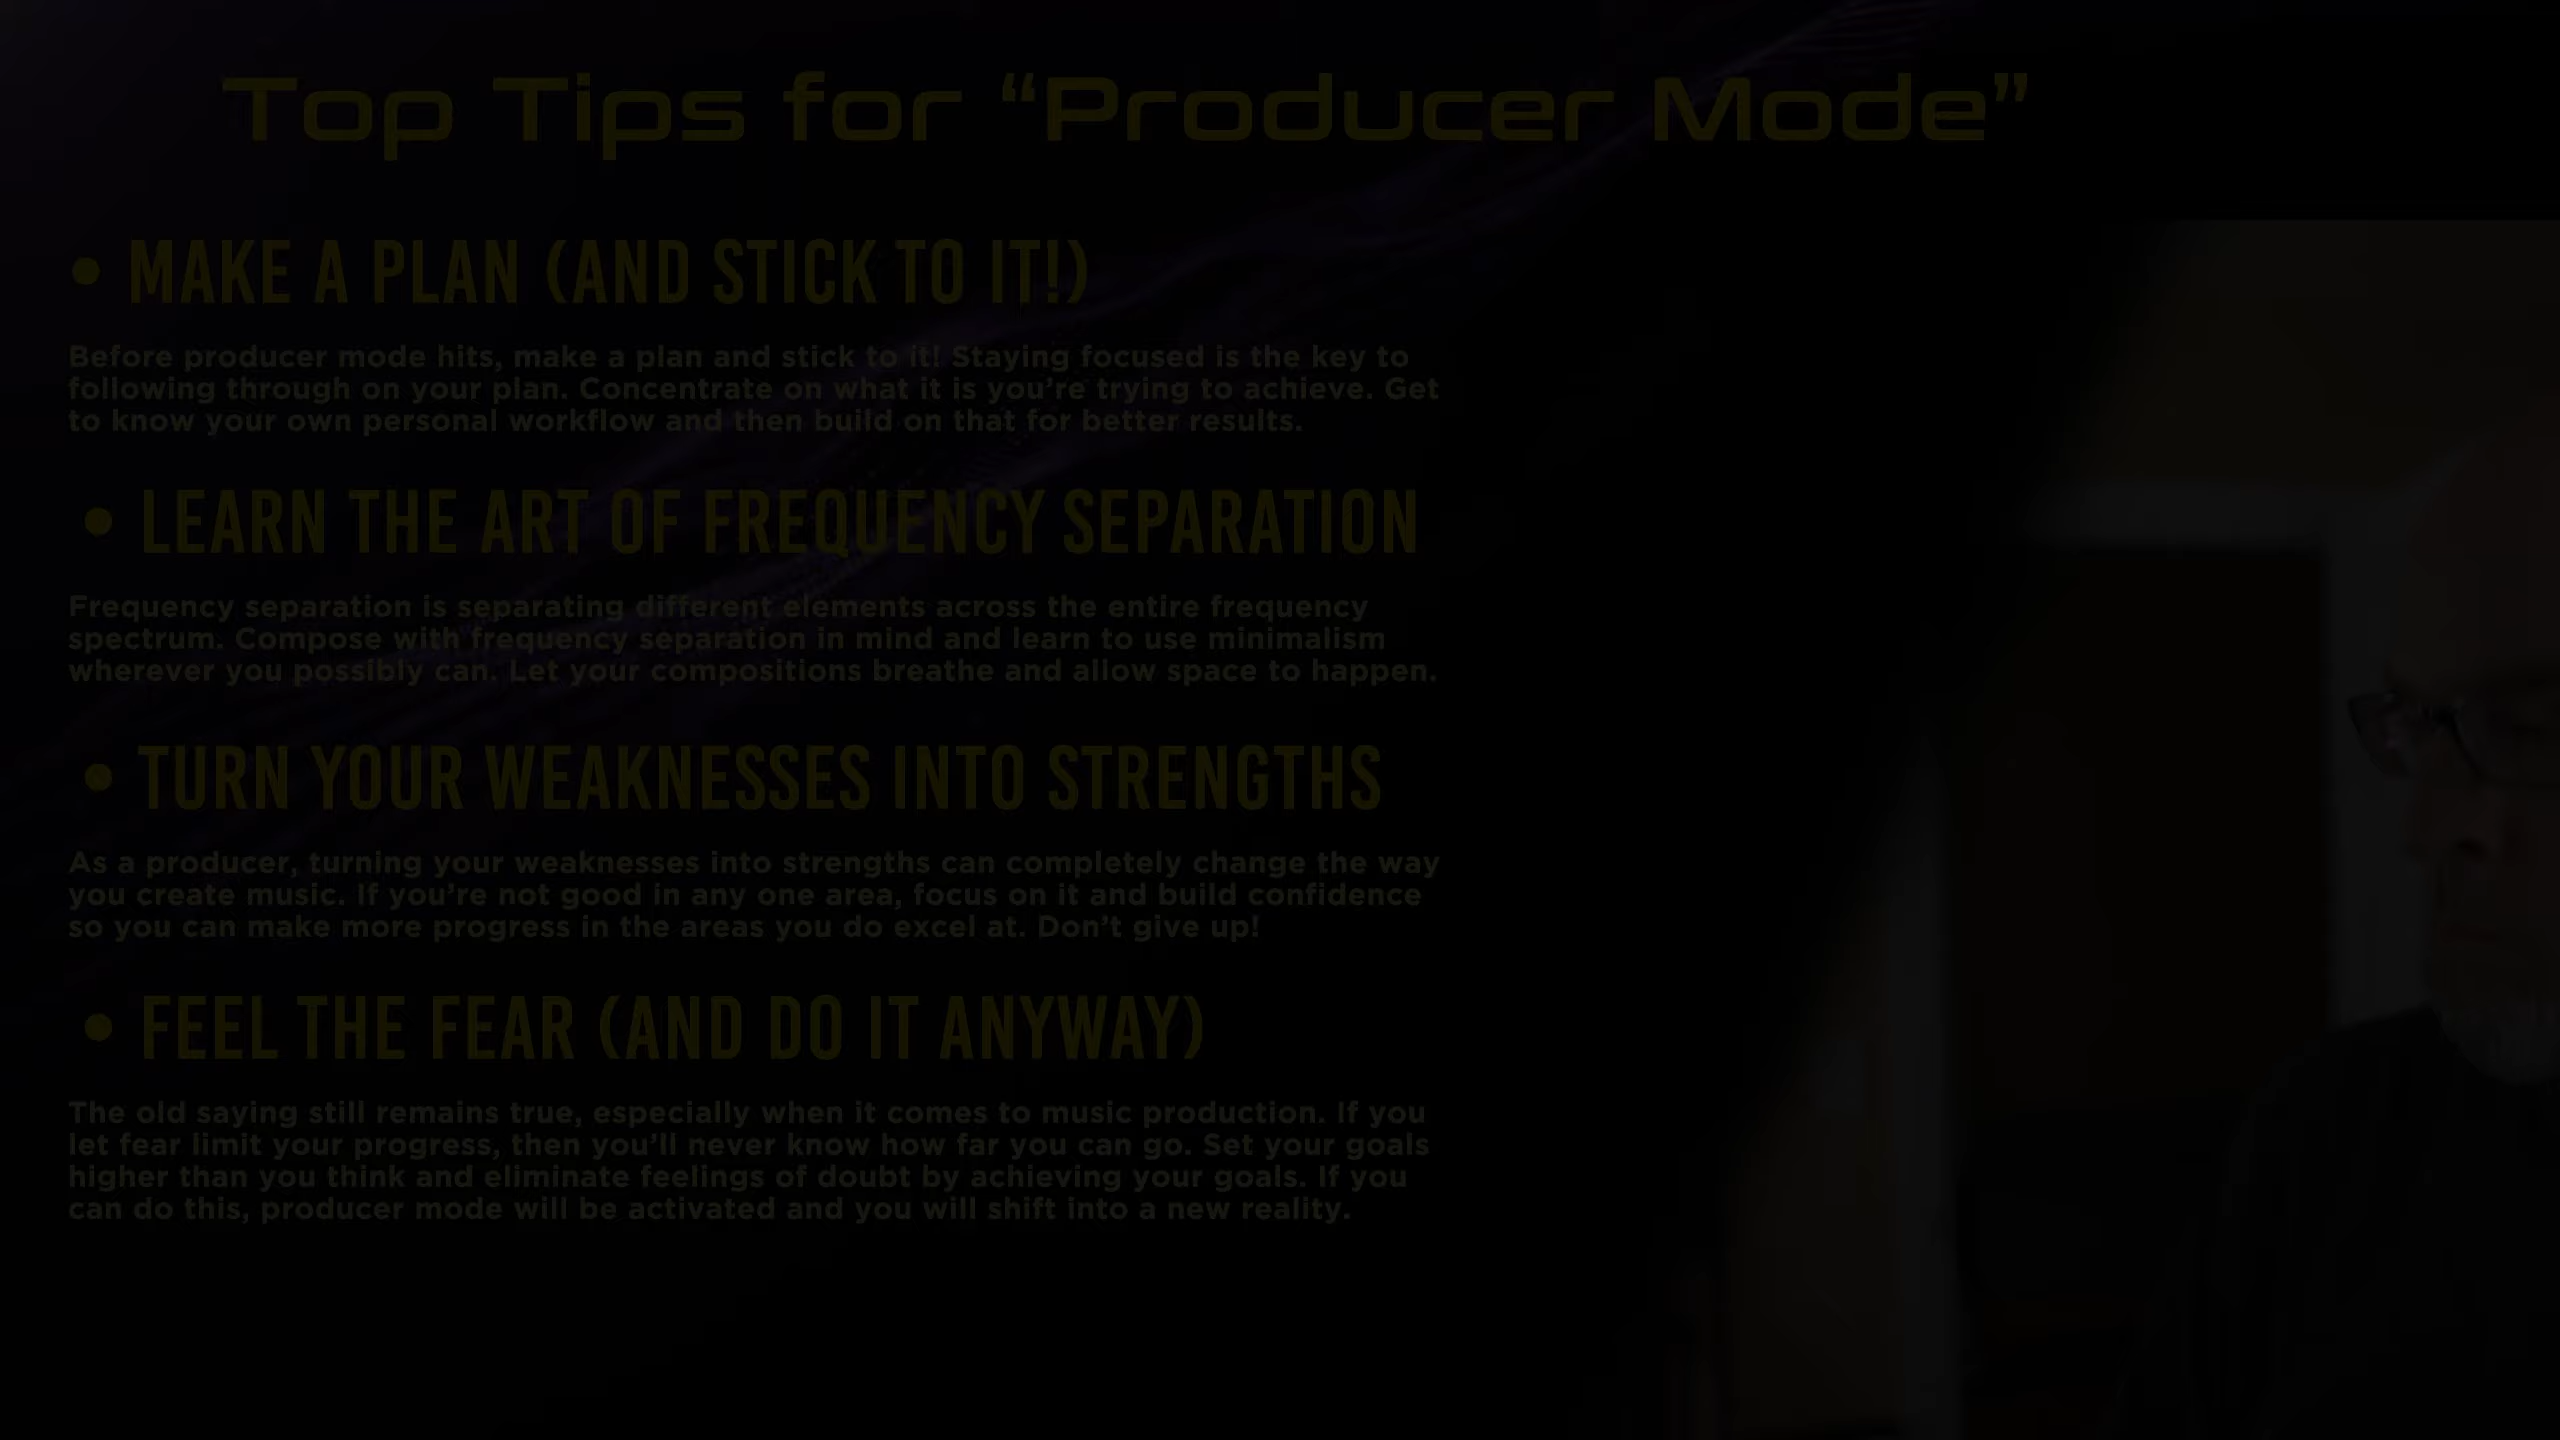 Top Tips for “Producer Mode”
• MAKE A PLAN (AND STICK TO IT!)
Before producer mode hits, make a plan and stick to it! Staying focused is the key to
following through on your plan. Concentrate on what it is you’re trying to achieve. Get
to know your own personal workflow and then build on that for better results.
• LEARN THE ART OF FREQUENCY SEPARATION
Frequency separation is separating different elements across the entire frequency
spectrum. Compose with frequency separation in mind and learn to use minimalism
wherever you possibly can. Let your compositions breathe and allow space to happen.
• TURN YOUR WEAKNESSES INTO STRENGTHS
As a producer, turning your weaknesses into strengths can completely change the way
you create music. If you’re not good in any one area, focus on it and build confidence
so you can make more progress in the areas you do excel at. Don’t give up!
• FEEL THE FEAR (AND DO IT ANYWAY)
The old saying still remains true, especially when it comes to music production. If you
let fear limit your progress, then you’ll never know how far you can go. Set your goals
higher than you think and eliminate feelings of doubt by achieving your goals. If you
can do this, producer mode will be activated and you will shift into a new reality.